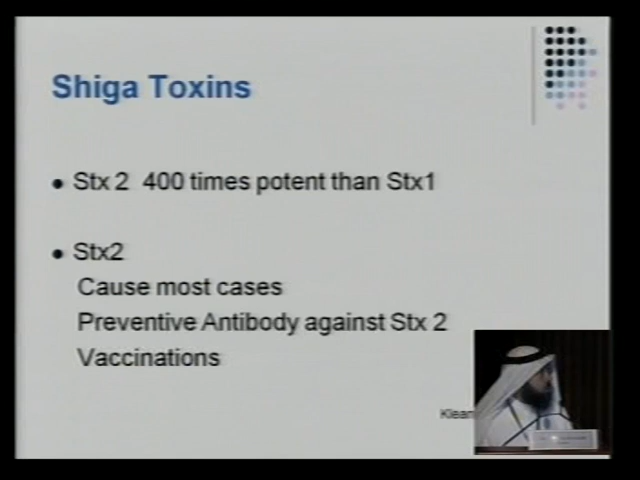 Shiga Toxins
Stx 2 400 times potent than Stx1
Stx2
Cause most cases
Preventive Antibody against Stx 2
Vaccinations